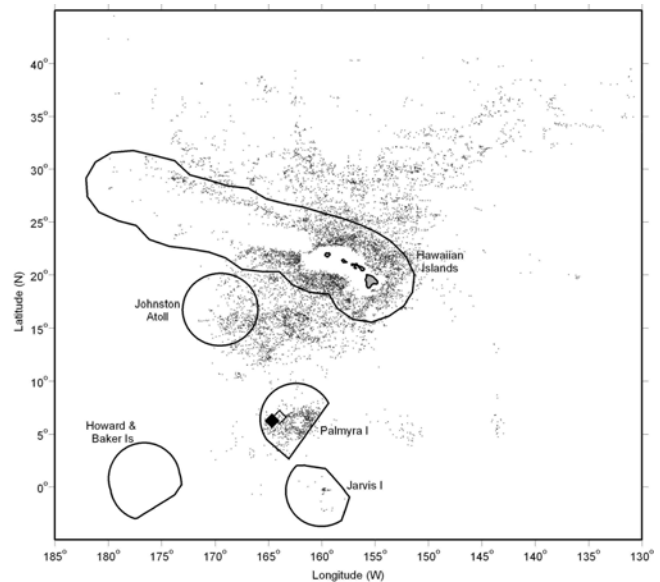 40°
35°
30°
25°
20°
15°
10°
5°
0°
Latitude (N)
Hawaiian
Islands
Johnston
Atoll
Palmyra I
Howard &
Baker Is
Jarvis I
185° 180° 175° 170° 165° 160° 155° 150° 145° 140° 135° 130°
Longitude (W)